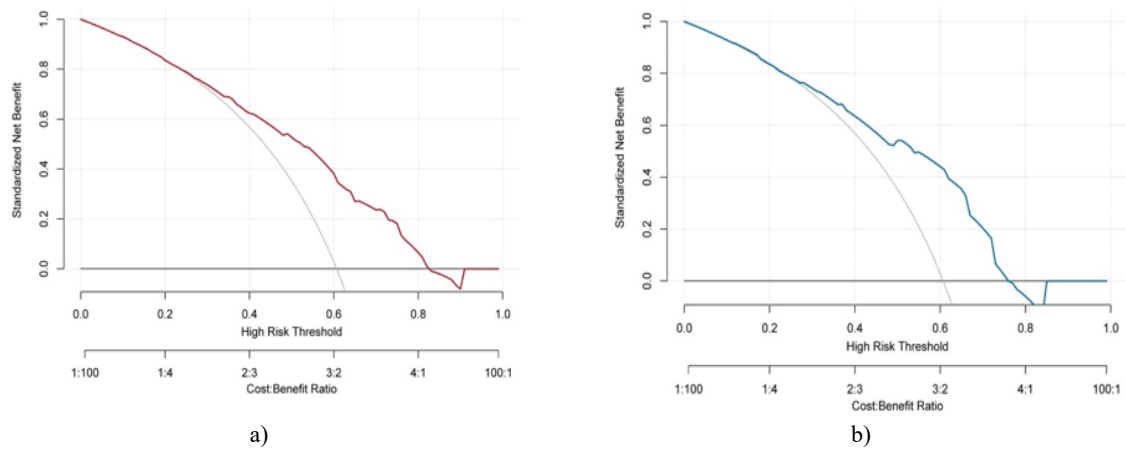 Standardized Net Benefit
1.0
0.8
0.6
0.4
0.2
0.0
0.0 0.2 0.4 0.6 0.8 1.0
High Risk Threshold
1:100 1:4 2:3 3:2 4:1 100:1
Cost:Benefit Ratio
a)
Standardized Net Benefit
1.0
0.8
0.6
0.4
0.2
0.0
0.0 0.2 0.4 0.6 0.8 1.0
High Risk Threshold
1:100 1:4 2:3 3:2 4:1 100:1
Cost:Benefit Ratio
b)